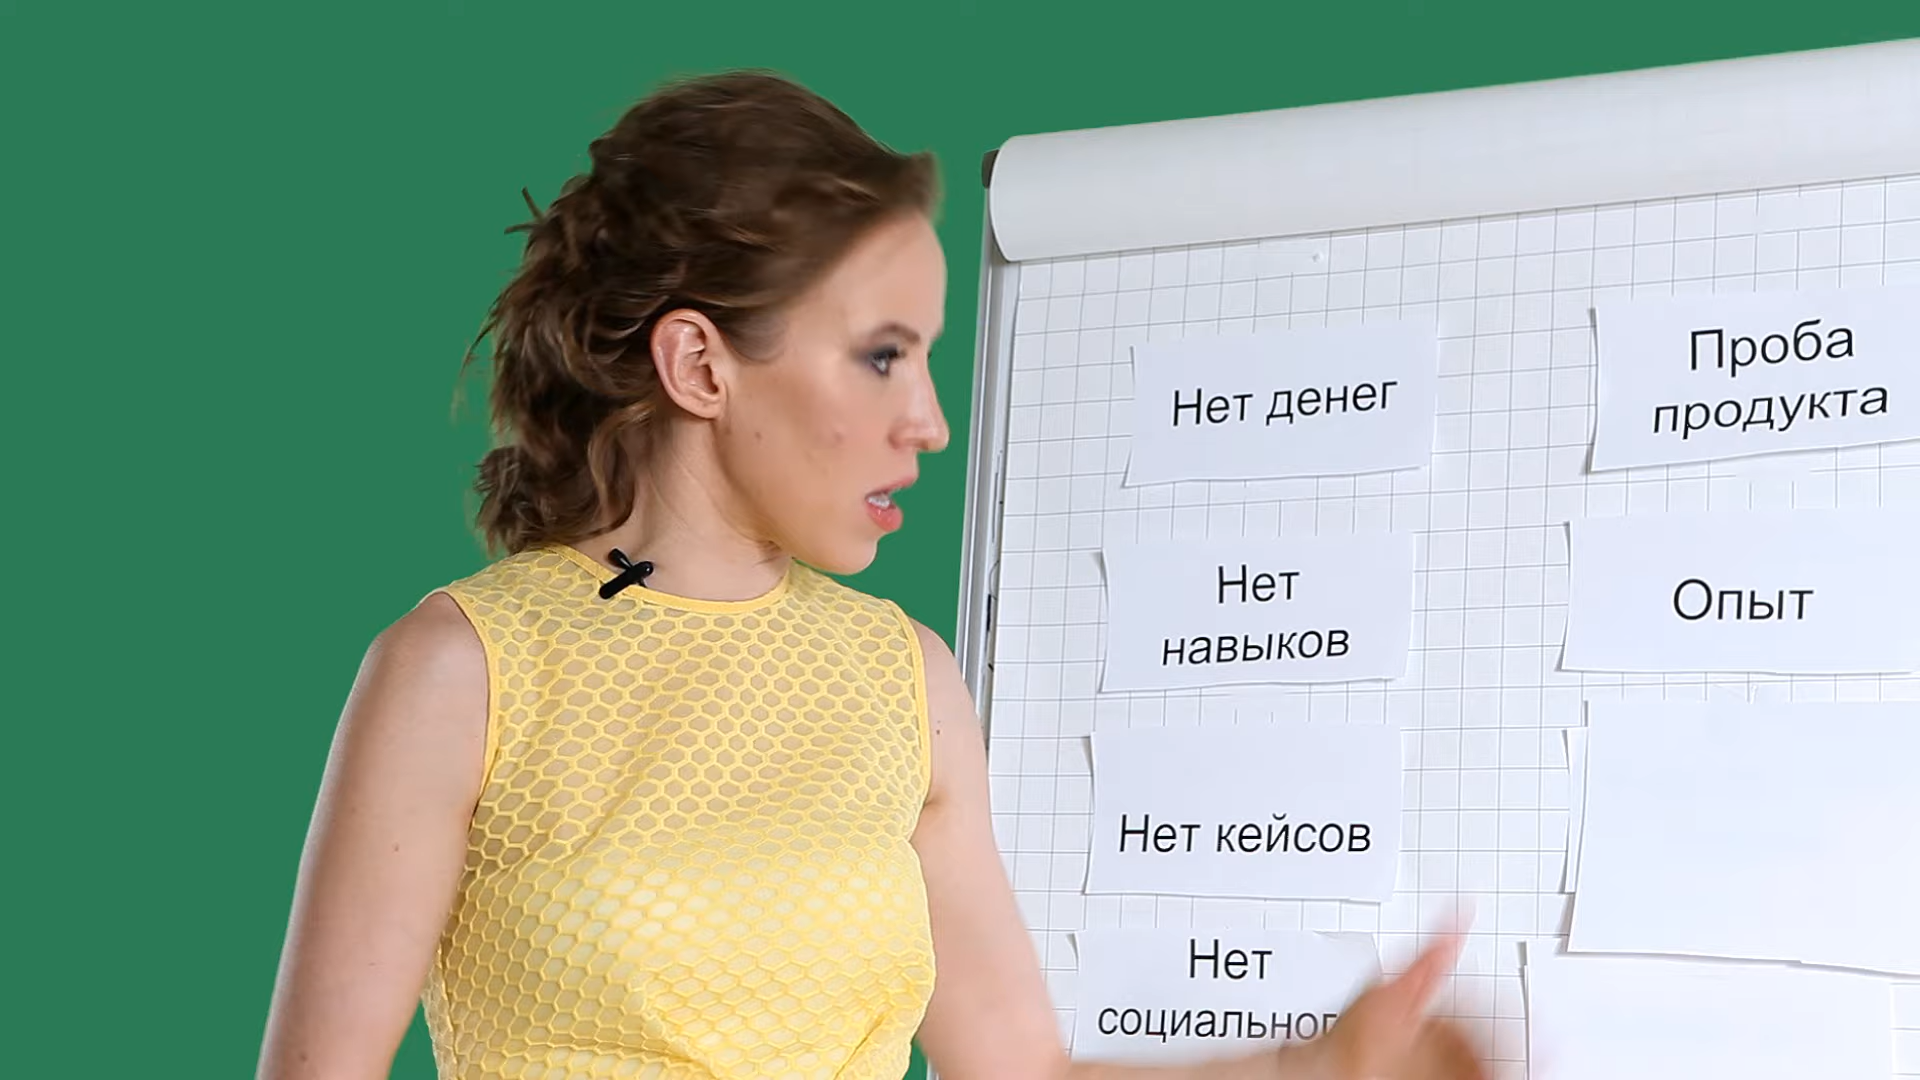 Нет денег
Проба
продукта
Нет
навыков
Опыт
Нет кейсов
Нет